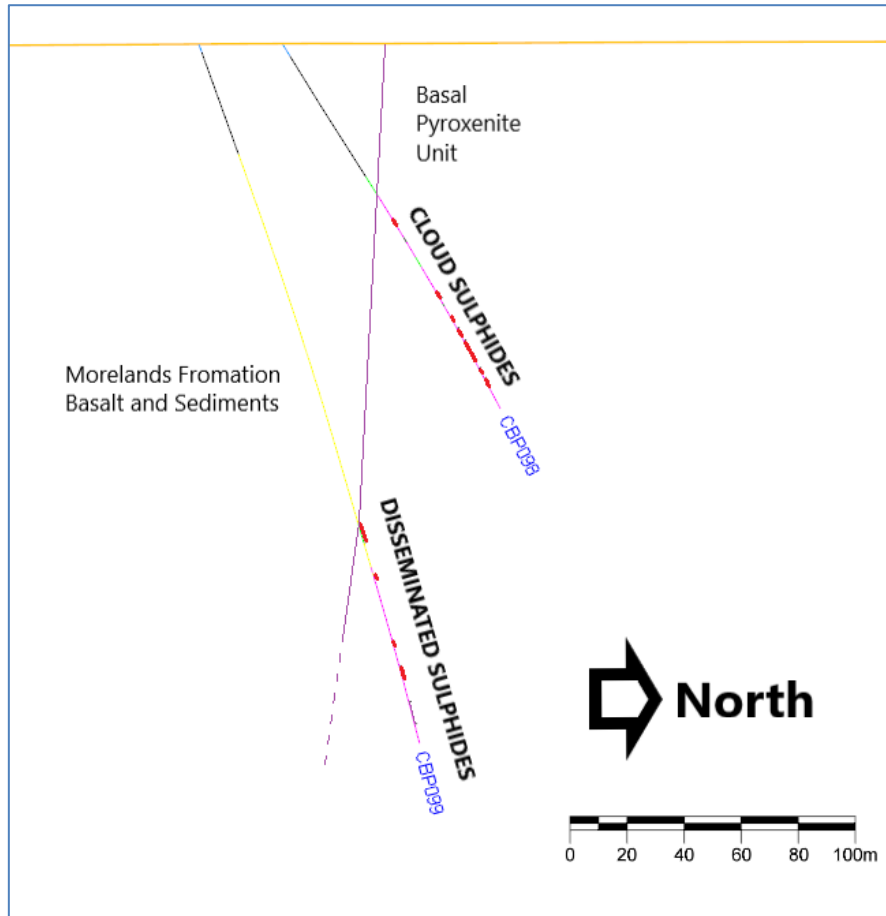 Basal
Pyroxenite
Unit
CLOUD SULPHIDES
CBP098
Morelands Fromation
Basalt and Sediments
DISSEMINATED SULPHIDES
CBP099
North
0 20 40 60 80 100m